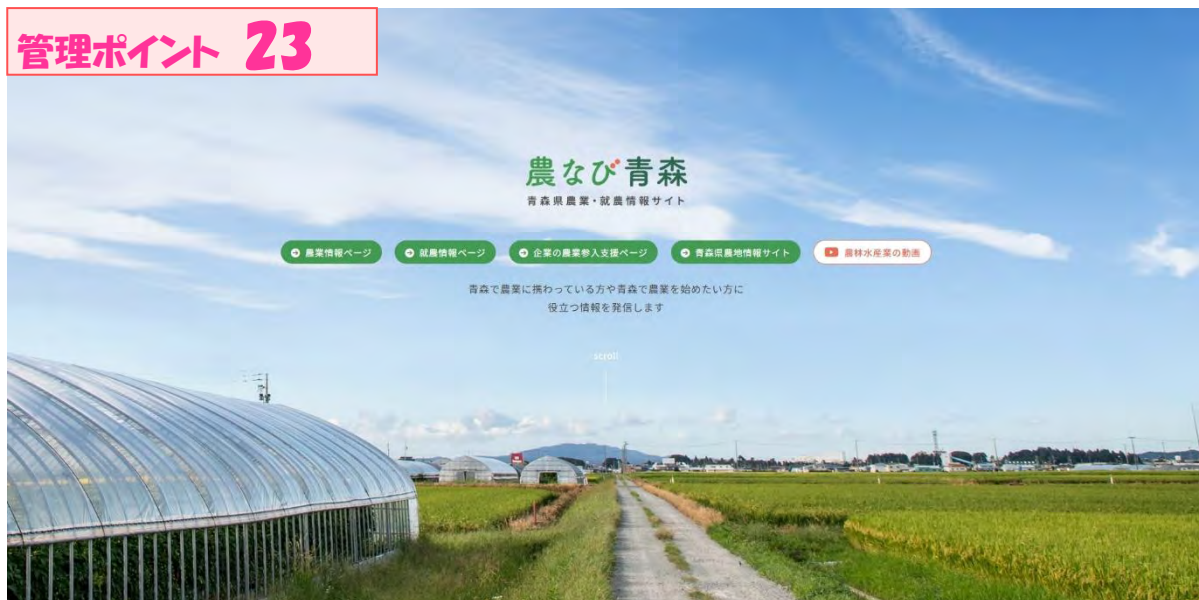 管理ポイント 23
農なび青森
青森県農業・就農情報サイト
農業情報ページ
就農情報ページ
企業の農業参入支援ページ
青森県農地情報サイト
農林水産業の動画
青森で農業に携わっている方や青森で農業を始めたい方に
役立つ情報を発信します
scroll